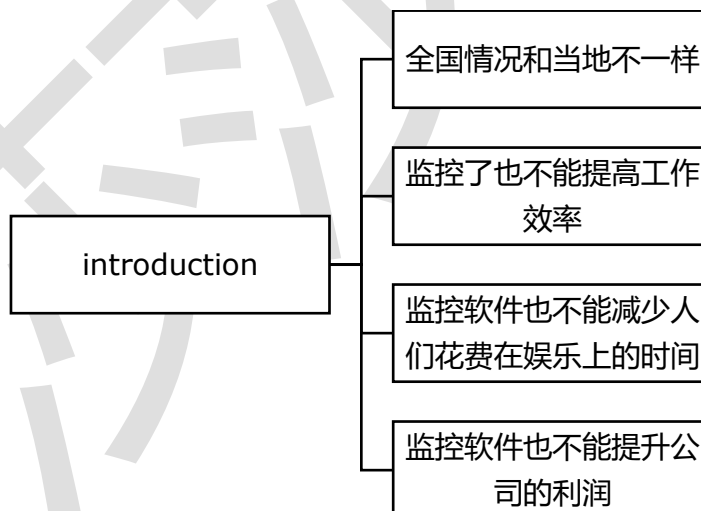 全国情况和当地不一样
监控了也不能提高工作
效率
introduction
监控软件也不能减少人
们花费在娱乐上的时间
监控软件也不能提升公
司的利润